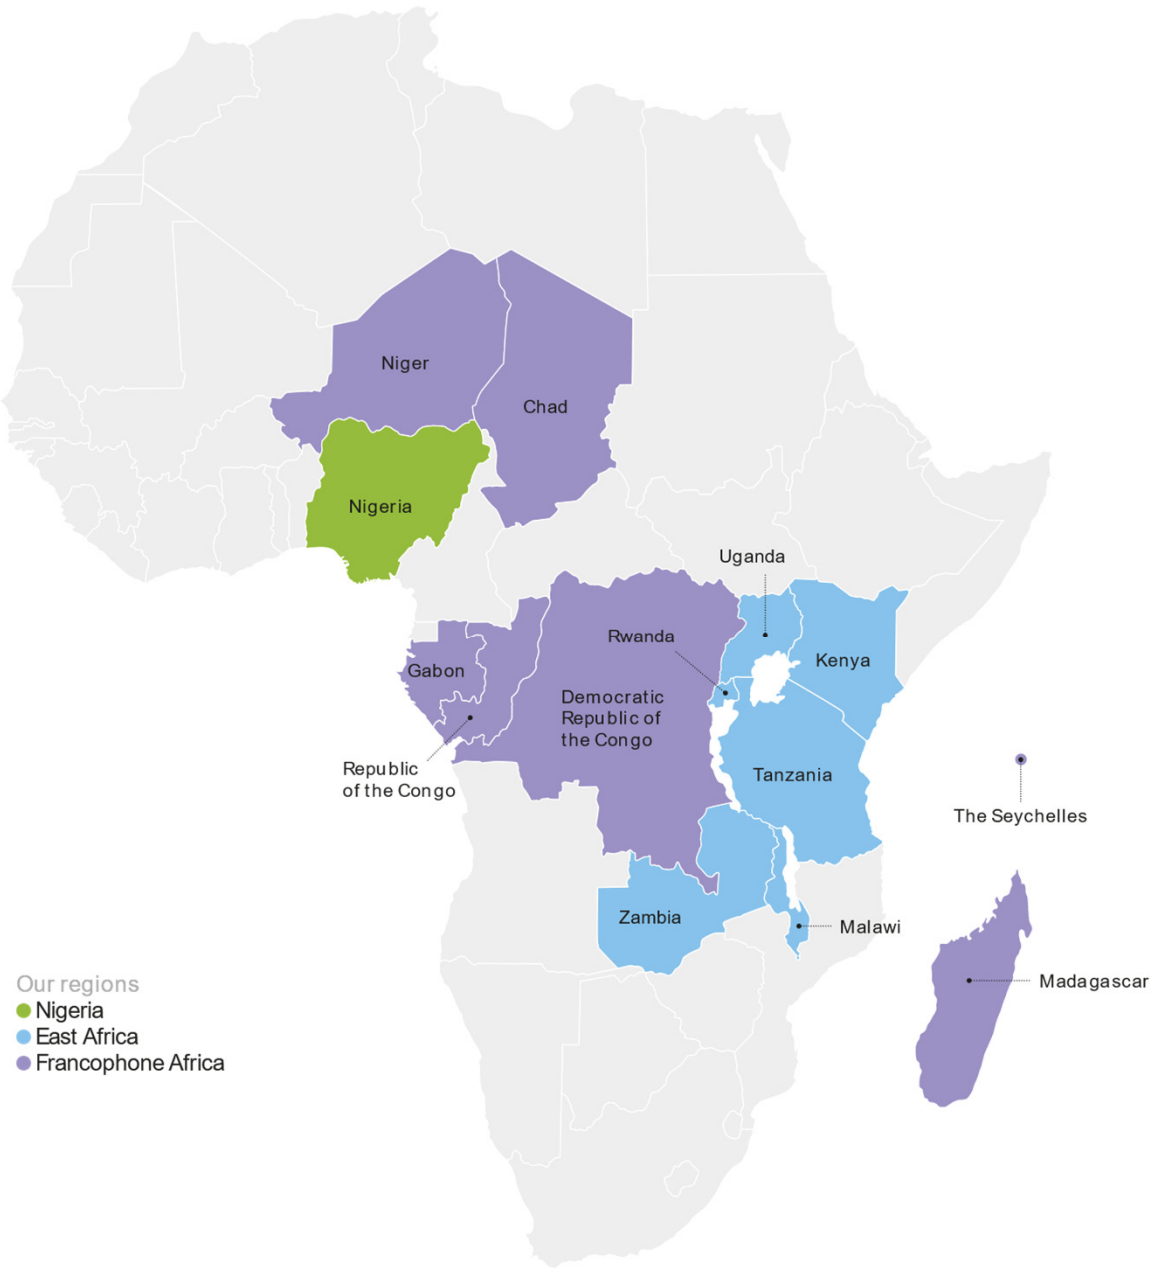 Niger
Chad
Nigeria
Uganda
Rwanda
Kenya
Gabon
Democratic
Republic of
the Congo
Republic
of the Congo
Tanzania
The Seychelles
Zambia
Malawi
Madagascar
Our regions
Nigeria
East Africa
Francophone Africa